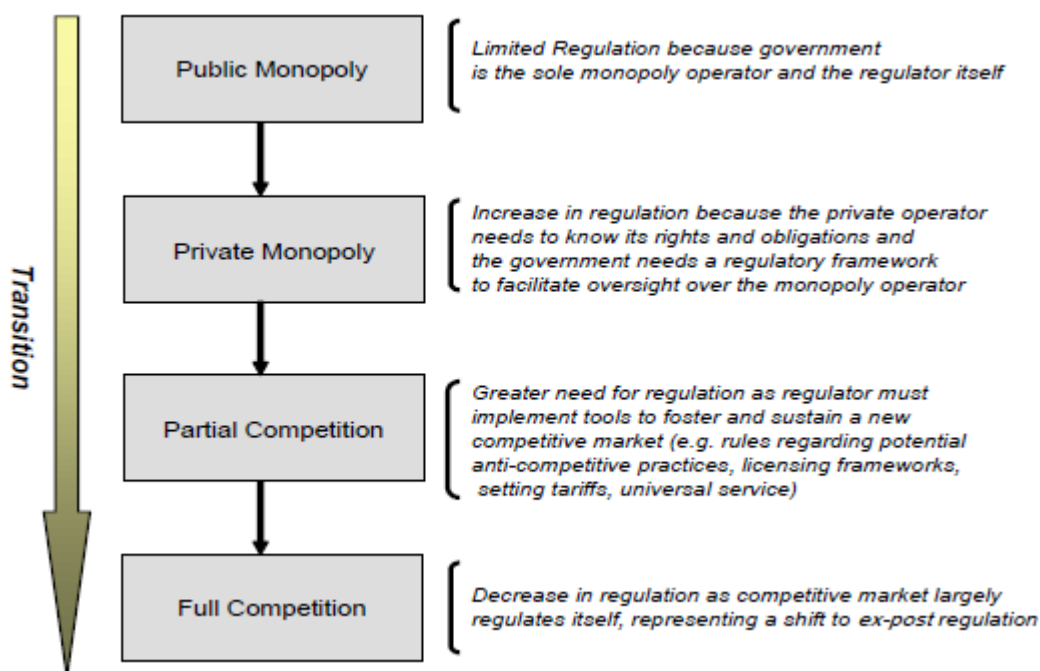 Public Monopoly
Limited Regulation because government
is the sole monopoly operator and the regulator itself
Transition
Private Monopoly
Increase in regulation because the private operator
needs to know its rights and obligations and
the government needs a regulatory framework
to facilitate oversight over the monopoly operator
Partial Competition
Greater need for regulation as regulator must
implement tools to foster and sustain a new
competitive market (e.g. rules regarding potential
anti-competitive practices, licensing frameworks,
setting tariffs, universal service)
Full Competition
Decrease in regulation as competitive market largely
regulates itself, representing a shift to ex-post regulation